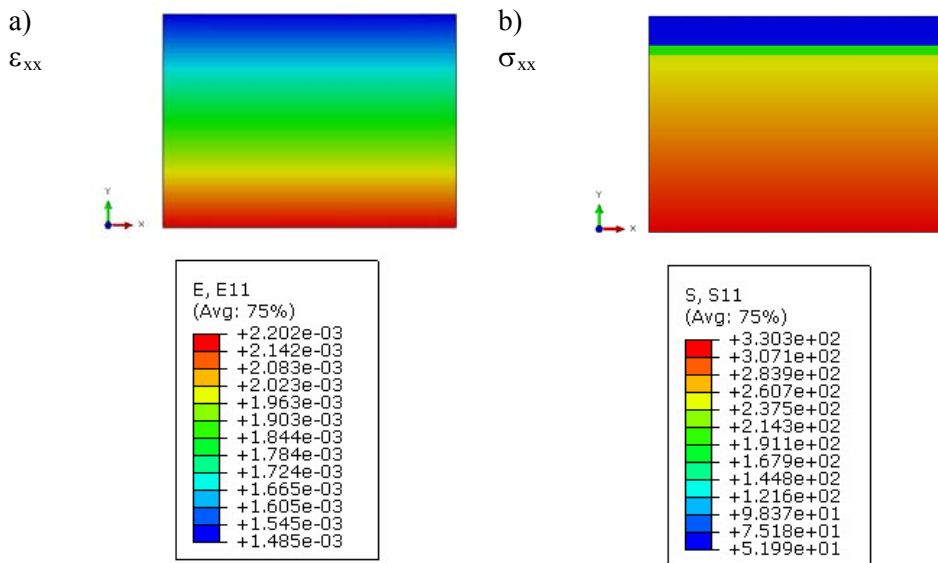 a)
εxx
Y
X
E, E11
(Avg: 75%)
+2.202e-03
+2.142e-03
+2.083e-03
+2.023e-03
+1.963e-03
+1.903e-03
+1.844e-03
+1.784e-03
+1.724e-03
+1.665e-03
+1.605e-03
+1.545e-03
+1.485e-03
b)
σxx
Y
X
S, S11
(Avg: 75%)
+3.303e+02
+3.071e+02
+2.839e+02
+2.607e+02
+2.375e+02
+2.143e+02
+1.911e+02
+1.679e+02
+1.448e+02
+1.216e+02
+9.837e+01
+7.518e+01
+5.199e+01